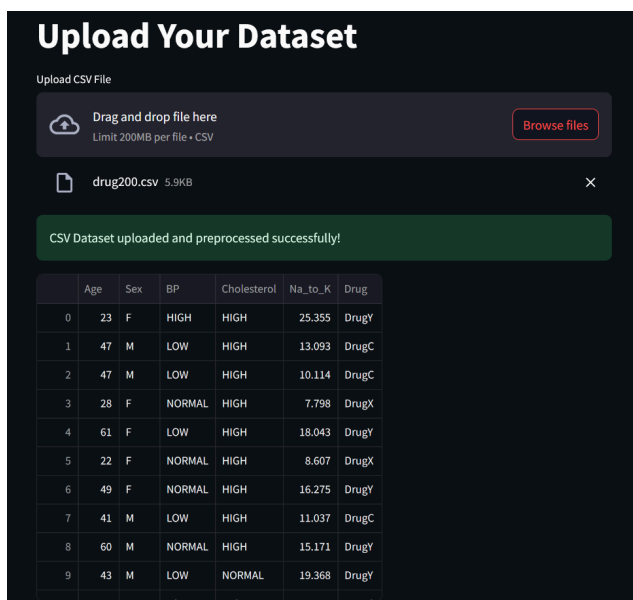 Upload Your Dataset
Upload CSV File
Drag and drop file here
Limit 200MB per file • CSV
Browse files
drug200.csv 5.9KB
CSV Dataset uploaded and preprocessed successfully!
Age Sex BP Cholesterol Na_to_K Drug
0 23 F HIGH HIGH 25.355 DrugY
1 47 M LOW HIGH 13.093 DrugC
2 47 M LOW HIGH 10.114 DrugC
3 28 F NORMAL HIGH 7.798 DrugX
4 61 F LOW HIGH 18.043 DrugY
5 22 F NORMAL HIGH 8.607 DrugX
6 49 F NORMAL HIGH 16.275 DrugY
7 41 M LOW HIGH 11.037 DrugC
8 60 M NORMAL HIGH 15.171 DrugY
9 43 M LOW NORMAL 19.368 DrugY